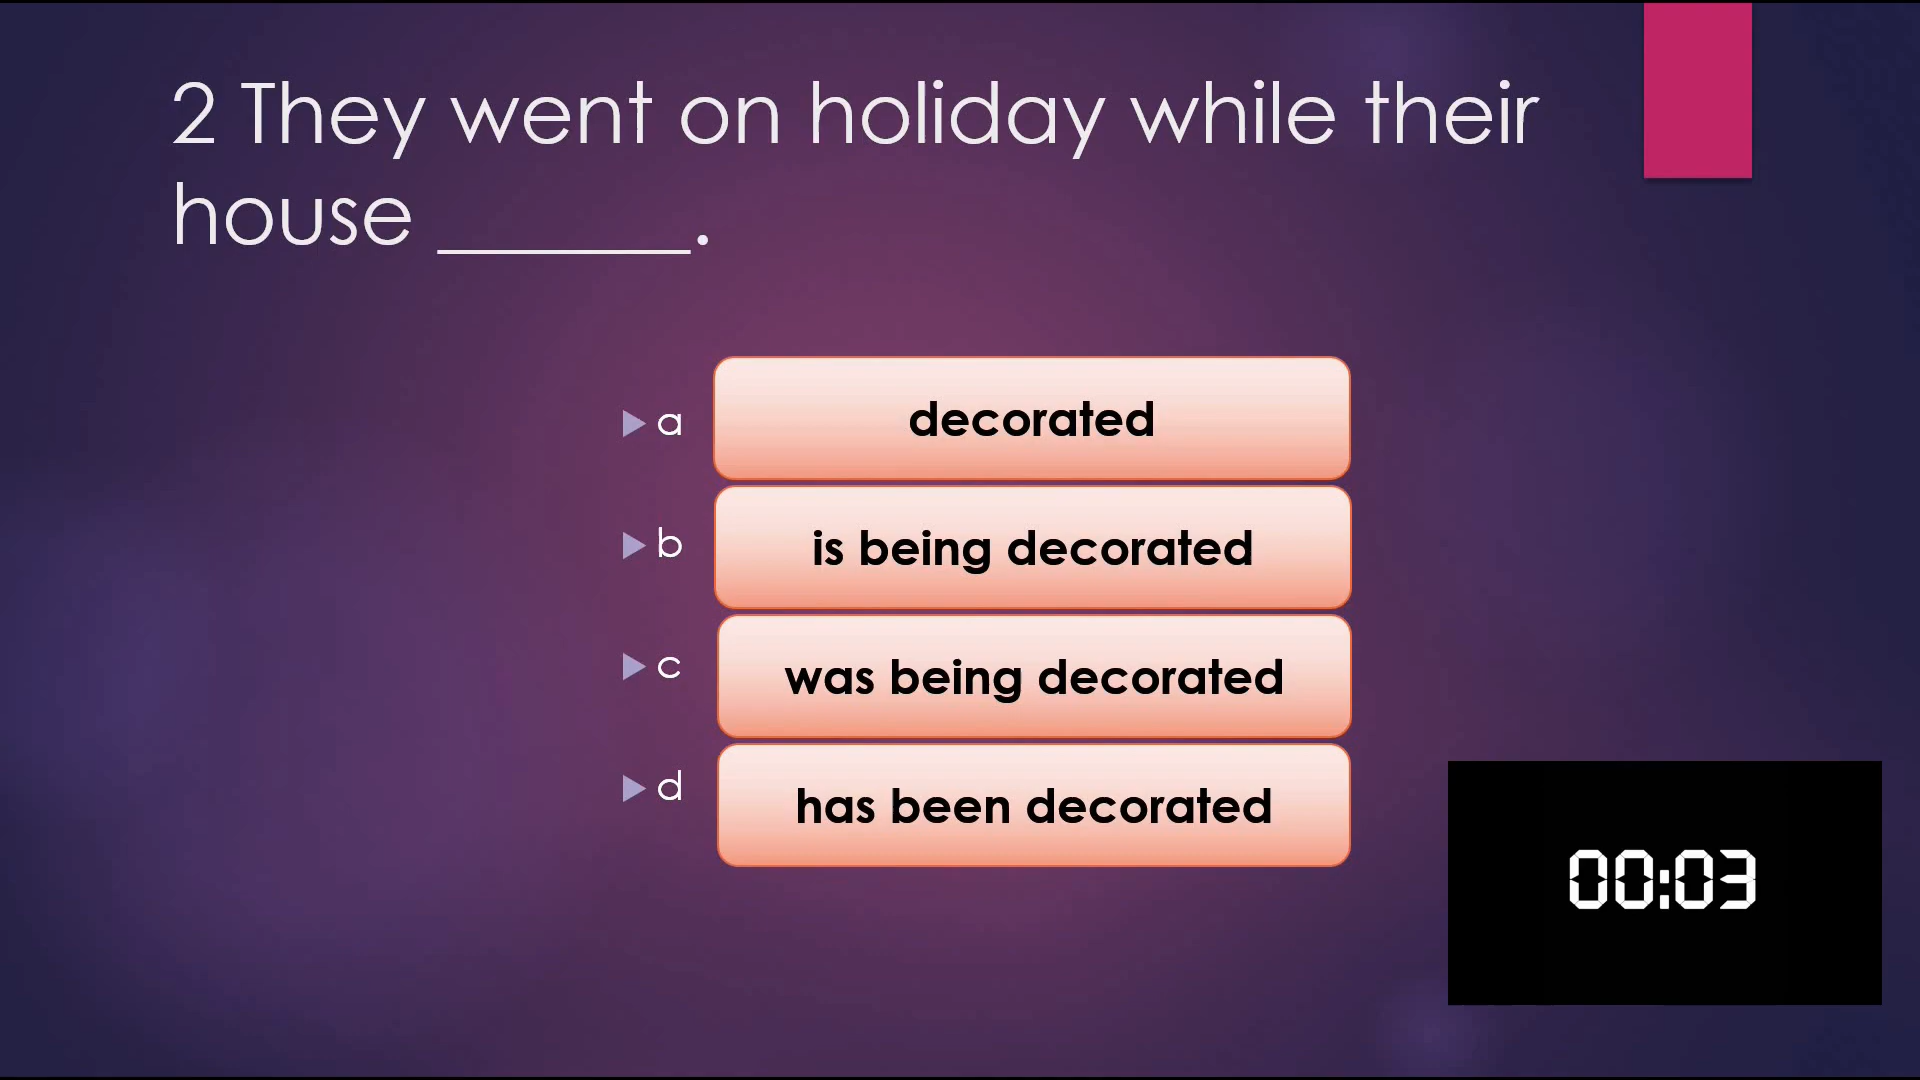 2 They went on holiday while their
house ______.
a
decorated
b
is being decorated
c
was being decorated
d
has been decorated
00:03